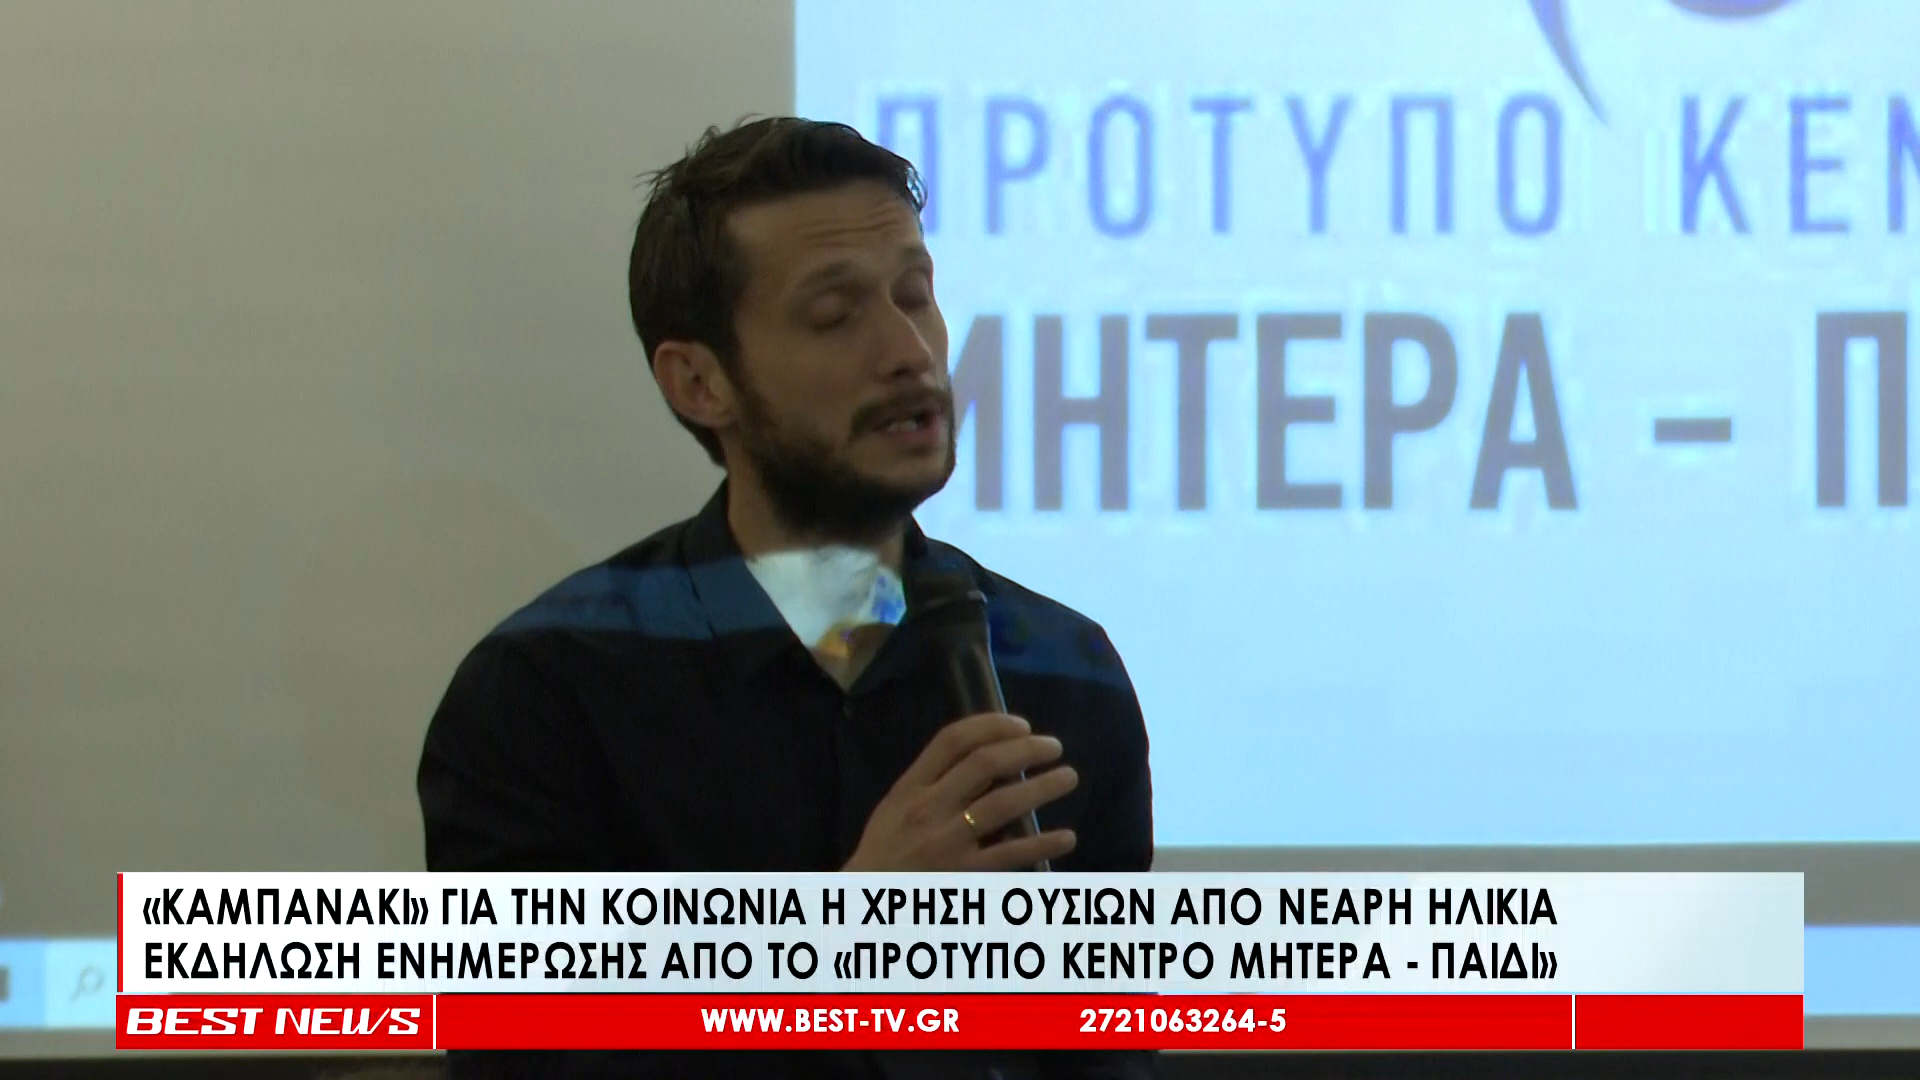 ΠΡΟΤΥΠΟ ΚΕΝ
ΜΗΤΕΡΑ - Π
«ΚΑΜΠΑΝΑΚΙ» ΓΙΑ ΤΗΝ ΚΟΙΝΩΝΙΑ Η ΧΡΗΣΗ ΟΥΣΙΩΝ ΑΠΟ ΝΕΑΡΗ ΗΛΙΚΙΑ
ΕΚΔΗΛΩΣΗ ΕΝΗΜΕΡΩΣΗΣ ΑΠΟ ΤΟ «ΠΡΟΤΥΠΟ ΚΕΝΤΡΟ ΜΗΤΕΡΑ - ΠΑΙΔΙ»
BEST NEWS WWW.BEST-TV.GR 2721063264-5